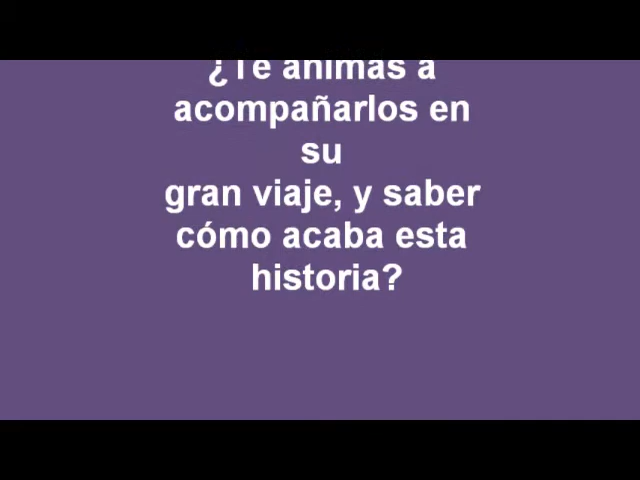 ¿Te animas a
acompañarlos en
su
gran viaje, y saber
cómo acaba esta
historia?